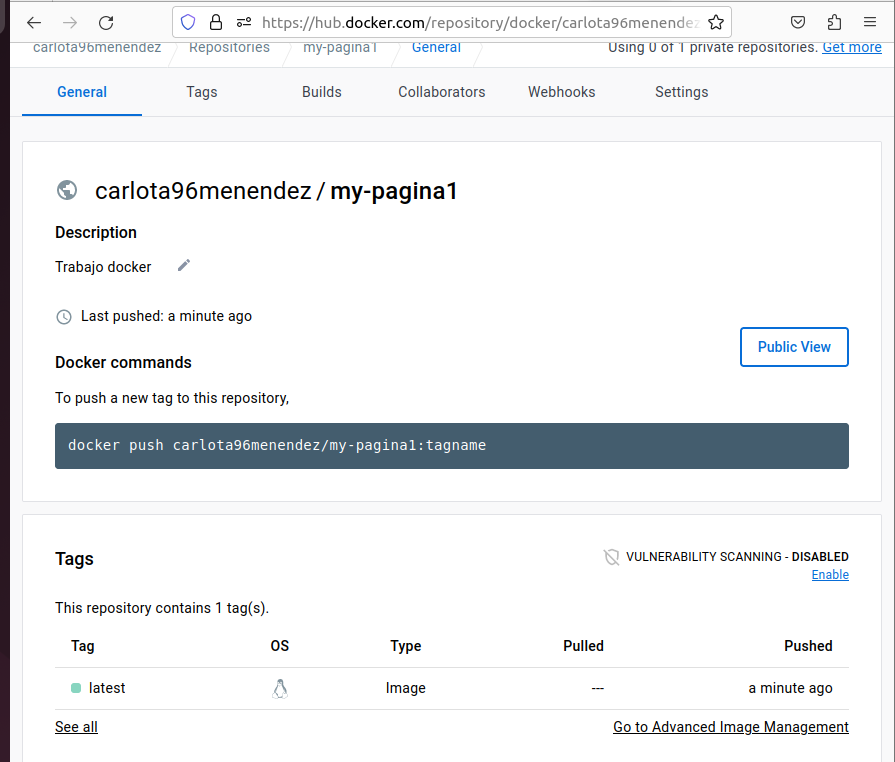 https://hub.docker.com/repository/docker/carlota96menendez
carlota96menendez Repositories my-pagina1 General Using 0 of 1 private repositories. Get more
General Tags Builds Collaborators Webhooks Settings
carlota96menendez / my-pagina1
Description
Trabajo docker
Last pushed: a minute ago
Public View
Docker commands
To push a new tag to this repository,
docker push carlota96menendez/my-pagina1:tagname
Tags
VULNERABILITY SCANNING - DISABLED
Enable
This repository contains 1 tag(s).
Tag OS Type Pulled Pushed
latest Image --- a minute ago
See all Go to Advanced Image Management